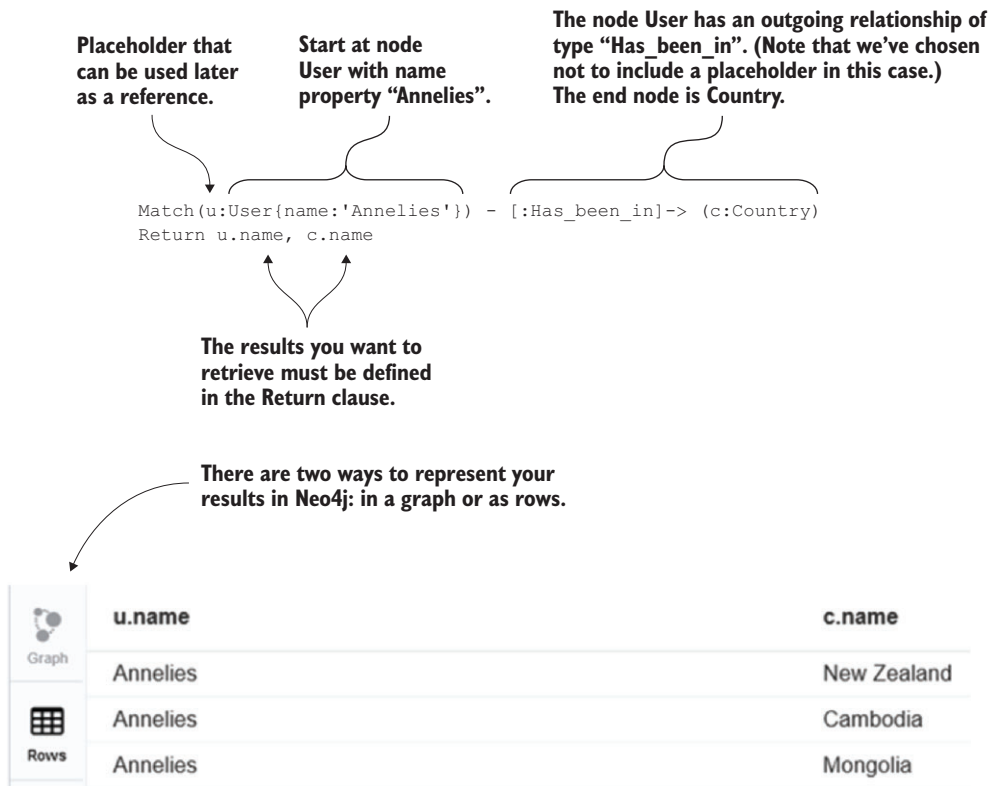 Placeholder that
can be used later
as a reference.
Start at node
User with name
property “Annelies”.
The node User has an outgoing relationship of
type “Has_been_in”. (Note that we’ve chosen
not to include a placeholder in this case.)
The end node is Country.
Match(u:User{name:'Annelies'}) - [:Has_been_in]-> (c:Country)
Return u.name, c.name
The results you want to
retrieve must be defined
in the Return clause.
There are two ways to represent your
results in Neo4j: in a graph or as rows.
Graph
Rows
u.name c.name
Annelies New Zealand
Annelies Cambodia
Annelies Mongolia